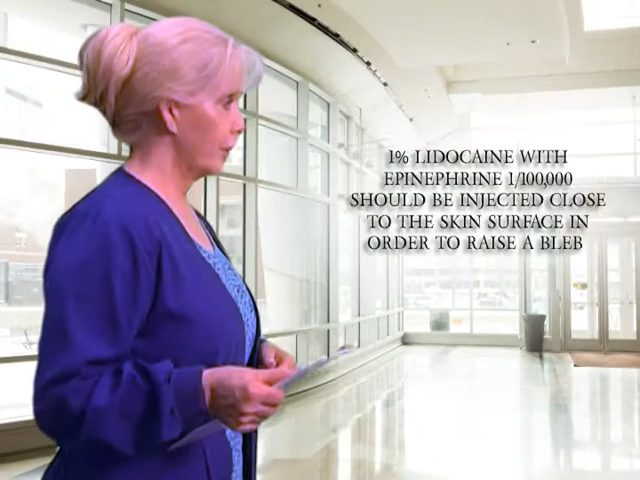 1% LIDOCAINE WITH
EPINEPHRINE 1/100,000
SHOULD BE INJECTED CLOSE
TO THE SKIN SURFACE IN
ORDER TO RAISE A BLEB